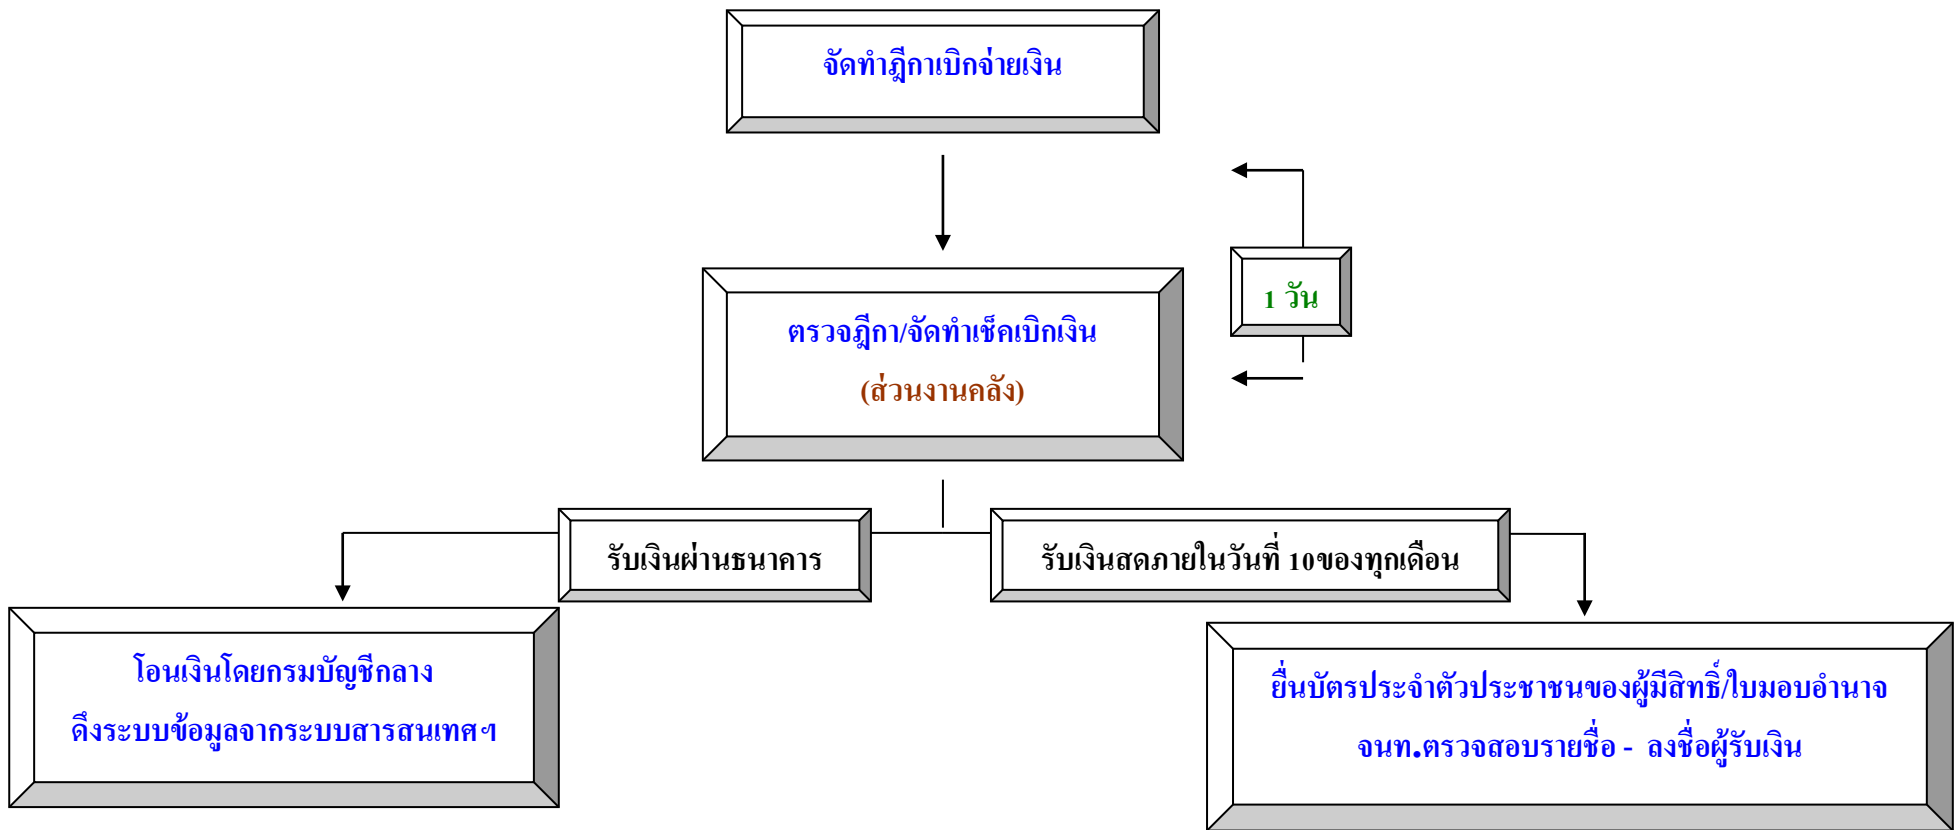 จัดทำฎีกาเบิกจ่ายเงิน
1 วัน
ตรวจฎีกา/จัดทำเช็คเบิกเงิน
(ส่วนงานคลัง)
รับเงินผ่านธนาคาร
รับเงินสดภายในวันที่ 10ของทุกเดือน
โอนเงินโดยกรมบัญชีกลาง
ดึงระบบข้อมูลจากระบบสารสนเทศฯ
ยื่นบัตรประจำตัวประชาชนของผู้มีสิทธิ์/ใบมอบอำนาจ
จนท.ตรวจสอบรายชื่อ - ลงชื่อผู้รับเงิน